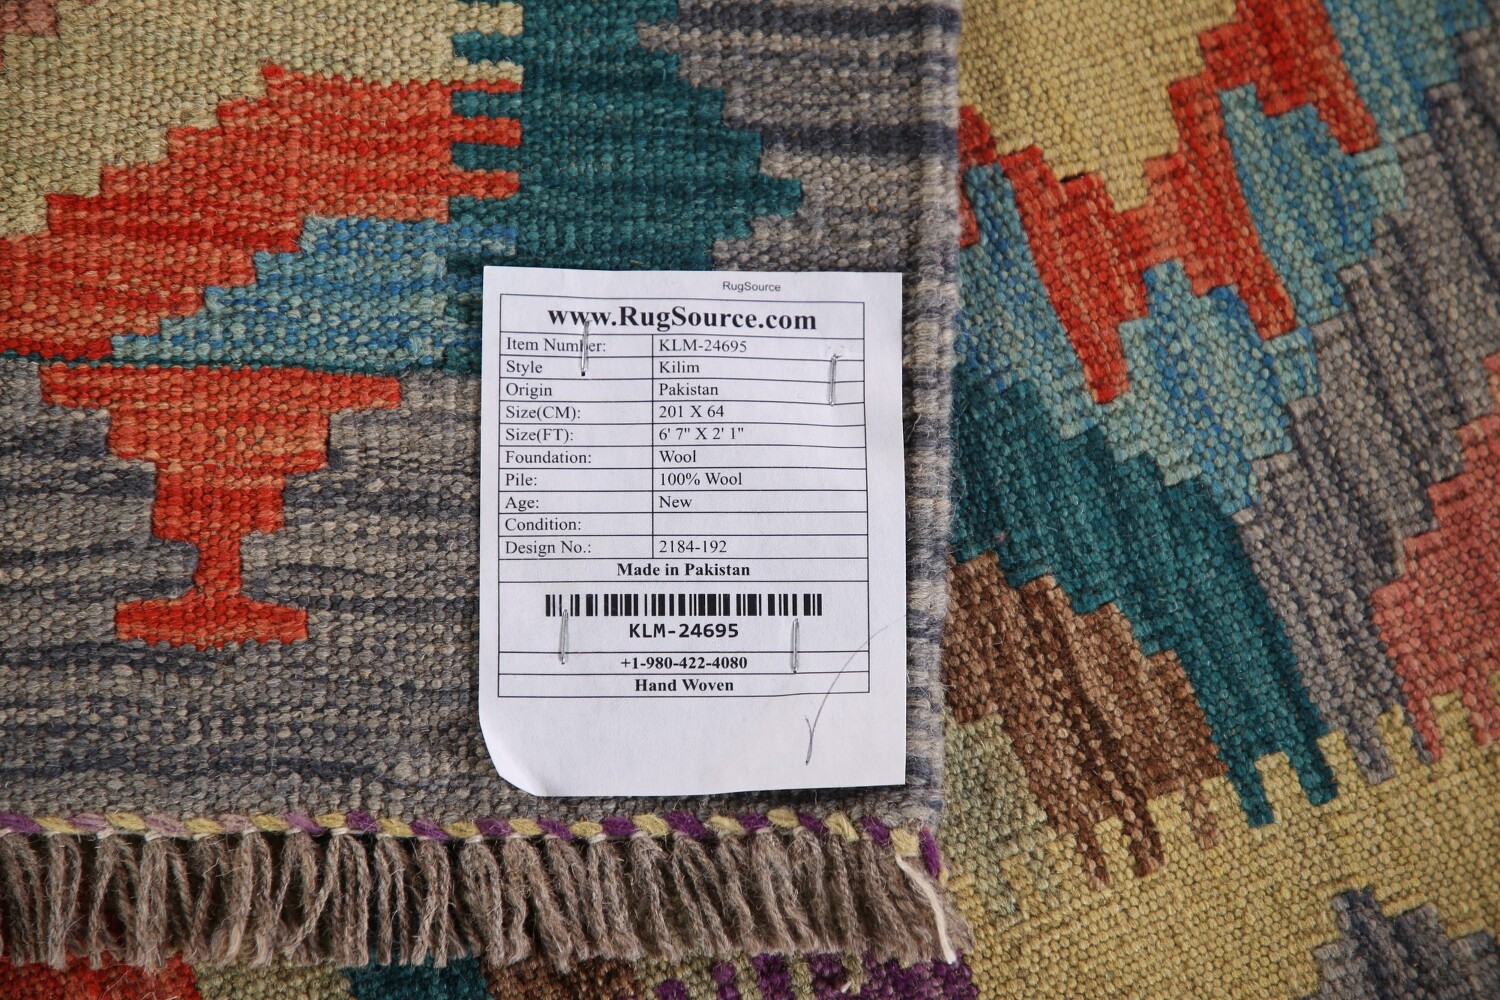 RugSource
www.RugSource.com
Item Number: KLM-24695
Style Kilim
Origin Pakistan
Size(CM): 201 X 64
Size(FT): 6' 7" X 2' 1"
Foundation: Wool
Pile: 100% Wool
Age: New
Condition:
Design No.: 2184-192
Made in Pakistan
KLM-24695
+1-980-422-4080
Hand Woven